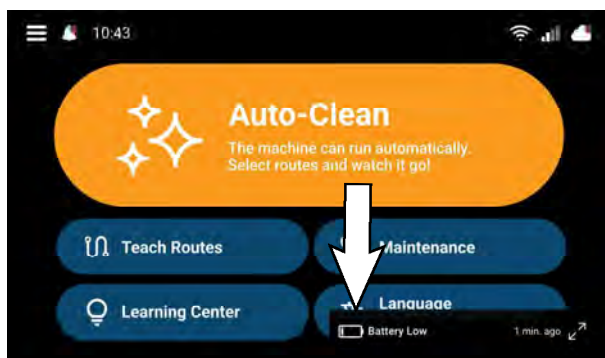 10:43
Auto-Clean
The machine can run automatically.
Select routes and watch it go!
Teach Routes
Maintenance
Learning Center
Language
Battery Low
1 min. ago